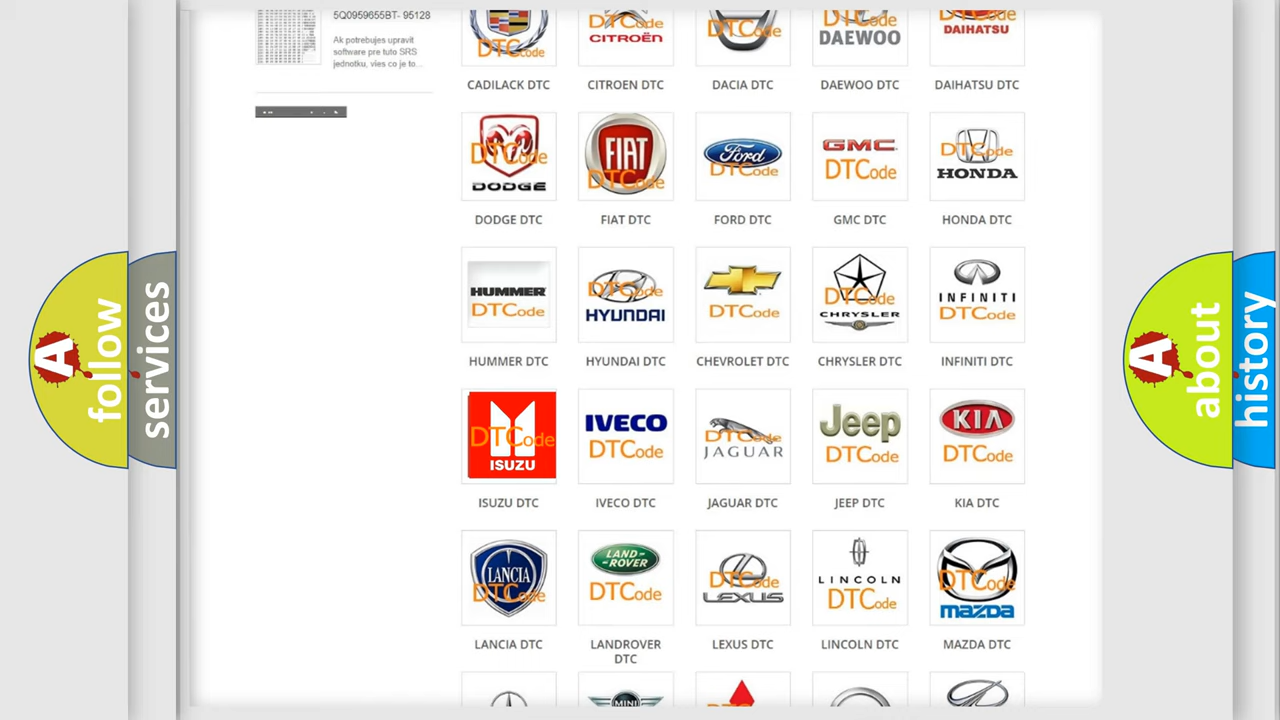 5Q0959655BT- 95128
Ak potrebujes upravit
software pre tuto SRS
jednotku, vies co je to...
DTCode
DTCode
CITROËN
DTCode
DAEWOO
DTCode
DAIHATSU
CADILACK DTC
CITROEN DTC
DACIA DTC
DAEWOO DTC
DAIHATSU DTC
DTCode
DODGE
FIAT
DTCode
Ford
DTCode
GMC
DTCode
DTCode
HONDA
DODGE DTC
FIAT DTC
FORD DTC
GMC DTC
HONDA DTC
HUMMER
DTCode
DTCode
HYUNDAI
DTCode
DTCode
CHRYSLER
INFINITI
DTCode
HUMMER DTC
HYUNDAI DTC
CHEVROLET DTC
CHRYSLER DTC
INFINITI DTC
DTCode
ISUZU
IVECO
DTCode
DTCode
JAGUAR
Jeep
DTCode
KIA
DTCode
ISUZU DTC
IVECO DTC
JAGUAR DTC
JEEP DTC
KIA DTC
LANCIA
DTCode
LAND-
ROVER
DTCode
DTCode
LEXUS
LINCOLN
DTCode
DTCode
mazDa
LANCIA DTC
LANDROVER
DTC
LEXUS DTC
LINCOLN DTC
MAZDA DTC
MINI
A
follow
services
A
about
history